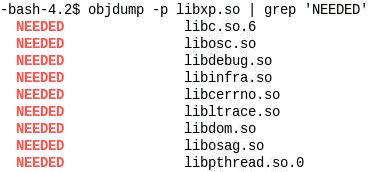 -bash-4.2$ objdump -p libxp.so | grep 'NEEDED'
NEEDED libc.so.6
NEEDED libosc.so
NEEDED libdebug.so
NEEDED libinfra.so
NEEDED libcerrno.so
NEEDED libltrace.so
NEEDED libdom.so
NEEDED libosag.so
NEEDED libpthread.so.0